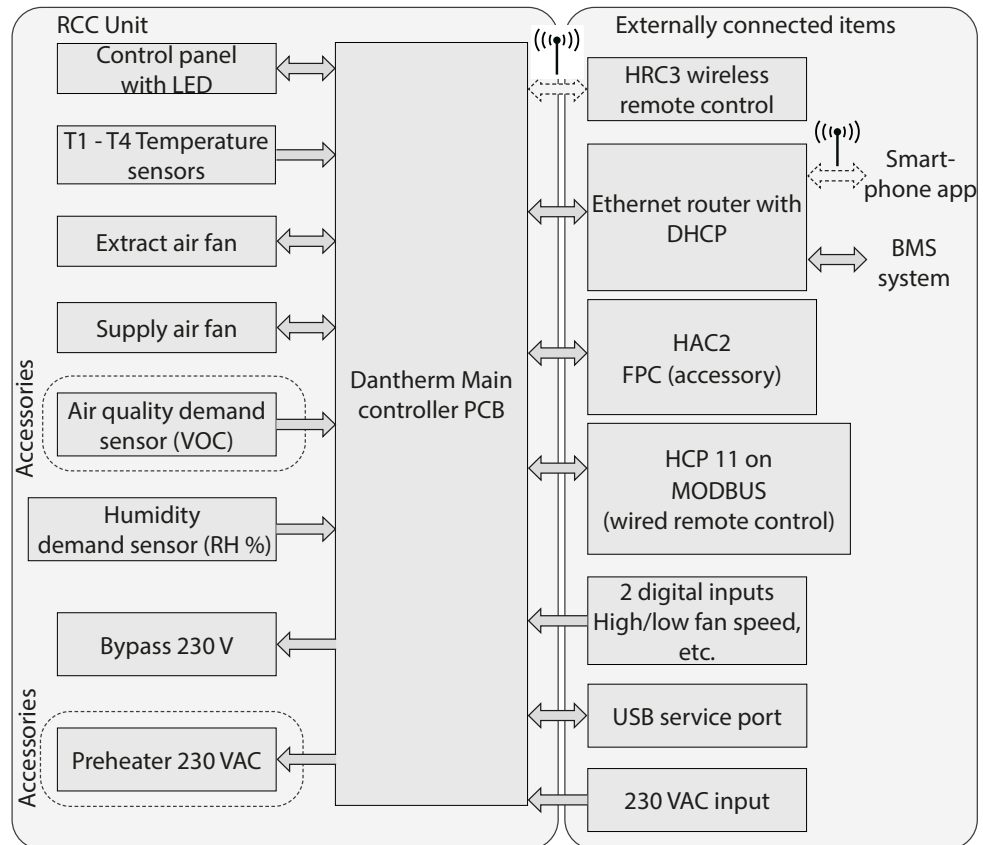 RCC Unit
Control panel
with LED
T1 - T4 Temperature
sensors
Extract air fan
Supply air fan
Accessories
Air quality demand
sensor (VOC)
Humidity
demand sensor (RH %)
Bypass 230 V
Accessories
Preheater 230 VAC
Dantherm Main
controller PCB
Externally connected items
HRC3 wireless
remote control
Ethernet router with
DHCP
Smart-
phone app
BMS
system
HAC2
FPC (accessory)
HCP 11 on
MODBUS
(wired remote control)
2 digital inputs
High/low fan speed,
etc.
USB service port
230 VAC input